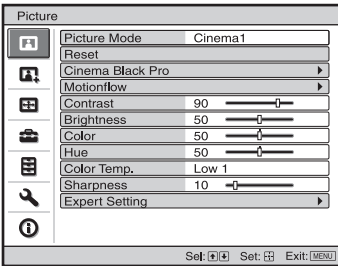 Picture
Picture Mode Cinema1
Reset
Cinema Black Pro
Motionflow
Contrast 90
Brightness 50
Color 50
Hue 50
Color Temp. Low 1
Sharpness 10
Expert Setting
Sel: Set: Exit: MENU